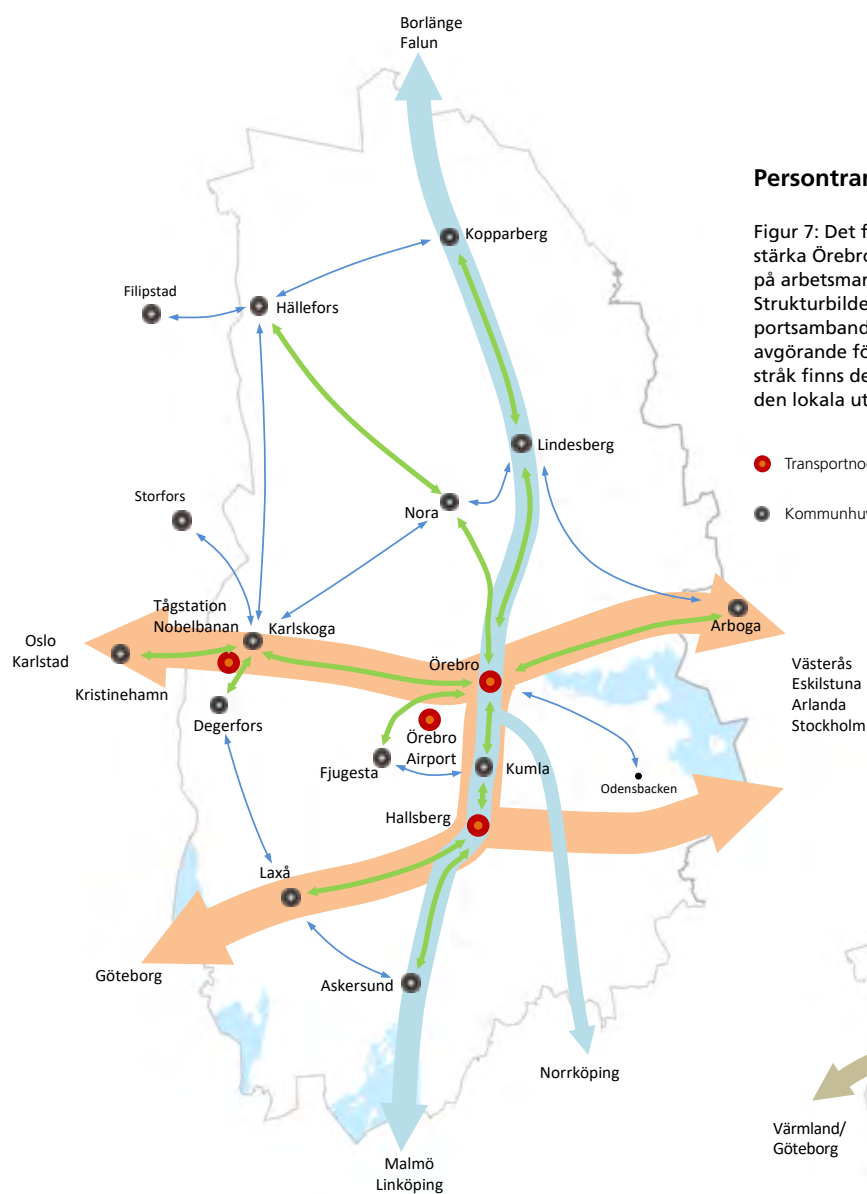 Borlänge
Falun
Persontran
Figur 7: Det f
stärka Örebro
på arbetsmar
Strukturbilde
portsamband
avgörande fö
stråk finns de
den lokala ut
Kopparberg
Filipstad
Hällefors
Lindesberg
Transportno
Storfors
Nora
Kommunhuv
Tågstation
Nobelbanan
Karlskoga
Arboga
Oslo
Karlstad
Örebro
Kristinehamn
Västerås
Eskilstuna
Arlanda
Stockholm
Degerfors
Örebro
Airport
Fjugesta
Kumla
Odensbacken
Hallsberg
Laxå
Göteborg
Askersund
Norrköping
Värmland/
Göteborg
Malmö
Linköping